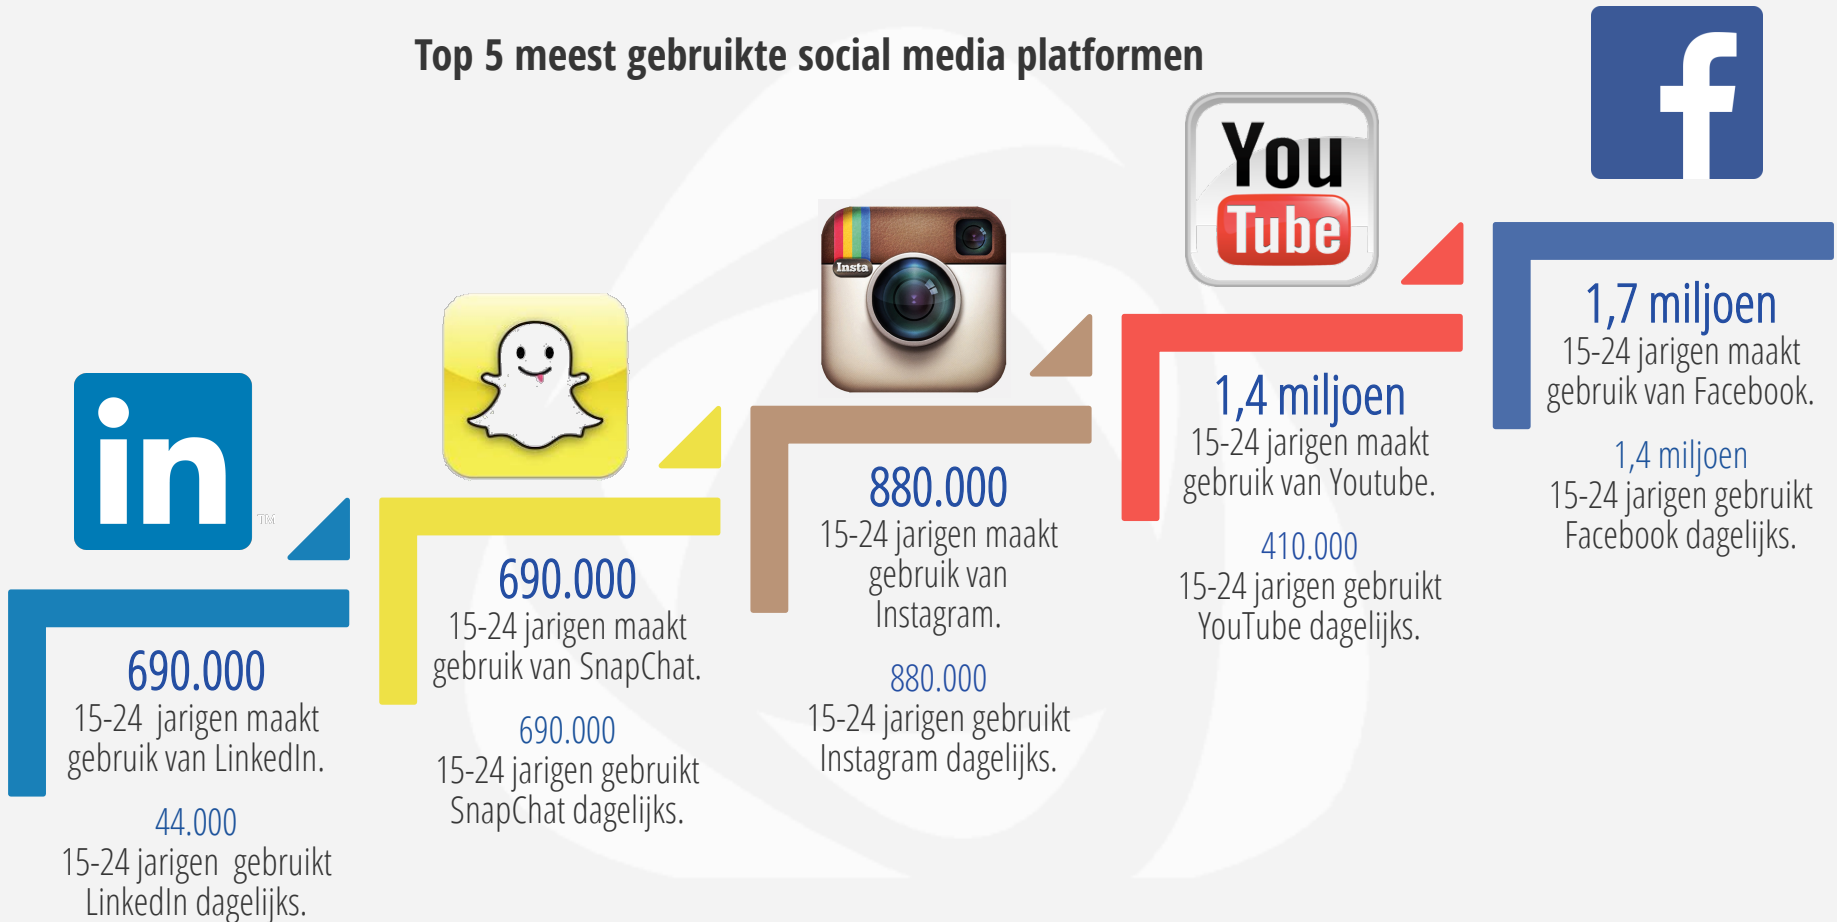 Top 5 meest gebruikte social media platformen
in
TM
690.000
15-24 jarigen maakt
gebruik van LinkedIn.
44.000
15-24 jarigen gebruikt
LinkedIn dagelijks.
690.000
15-24 jarigen maakt
gebruik van SnapChat.
690.000
15-24 jarigen gebruikt
SnapChat dagelijks.
Insta
880.000
15-24 jarigen maakt
gebruik van
Instagram.
880.000
15-24 jarigen gebruikt
Instagram dagelijks.
You
Tube
1,4 miljoen
15-24 jarigen maakt
gebruik van Youtube.
410.000
15-24 jarigen gebruikt
YouTube dagelijks.
f
1,7 miljoen
15-24 jarigen maakt
gebruik van Facebook.
1,4 miljoen
15-24 jarigen gebruikt
Facebook dagelijks.